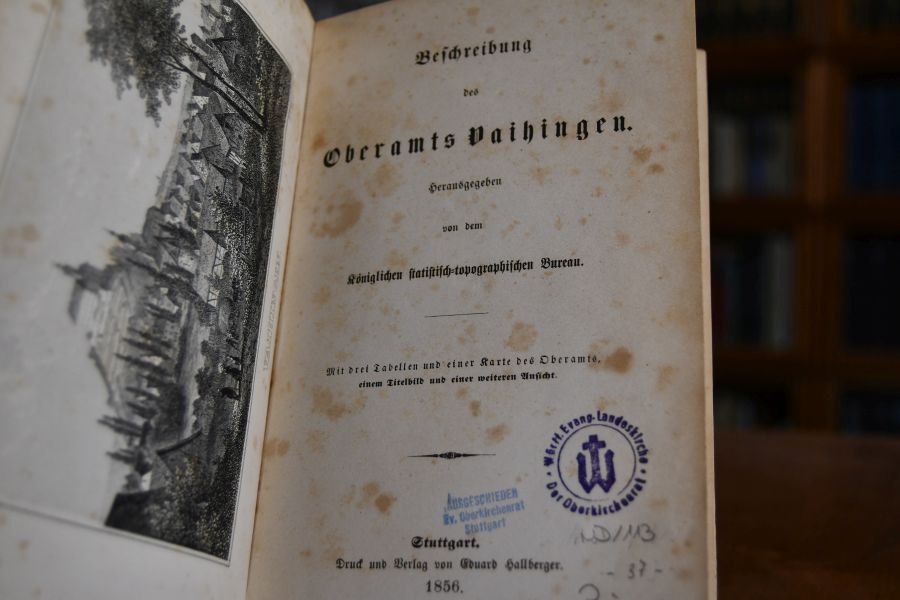 Beschreibung
des
Oberamts Vaihingen.
Herausgegeben
von dem
Königlichen statistisch-topographischen Bureau.
Mit drei Tabellen und einer Karte des Oberamts,
einem Titelbild und einer weiteren Ansicht.
Württ. Evang. Landeskirche
Der Oberkirchenrat
AUSGESCHIEDEN
Ev. Oberkirchenrat
Stuttgart
Stuttgart.
Druck und Verlag von Eduard Hallberger.
1856.
- 37 -